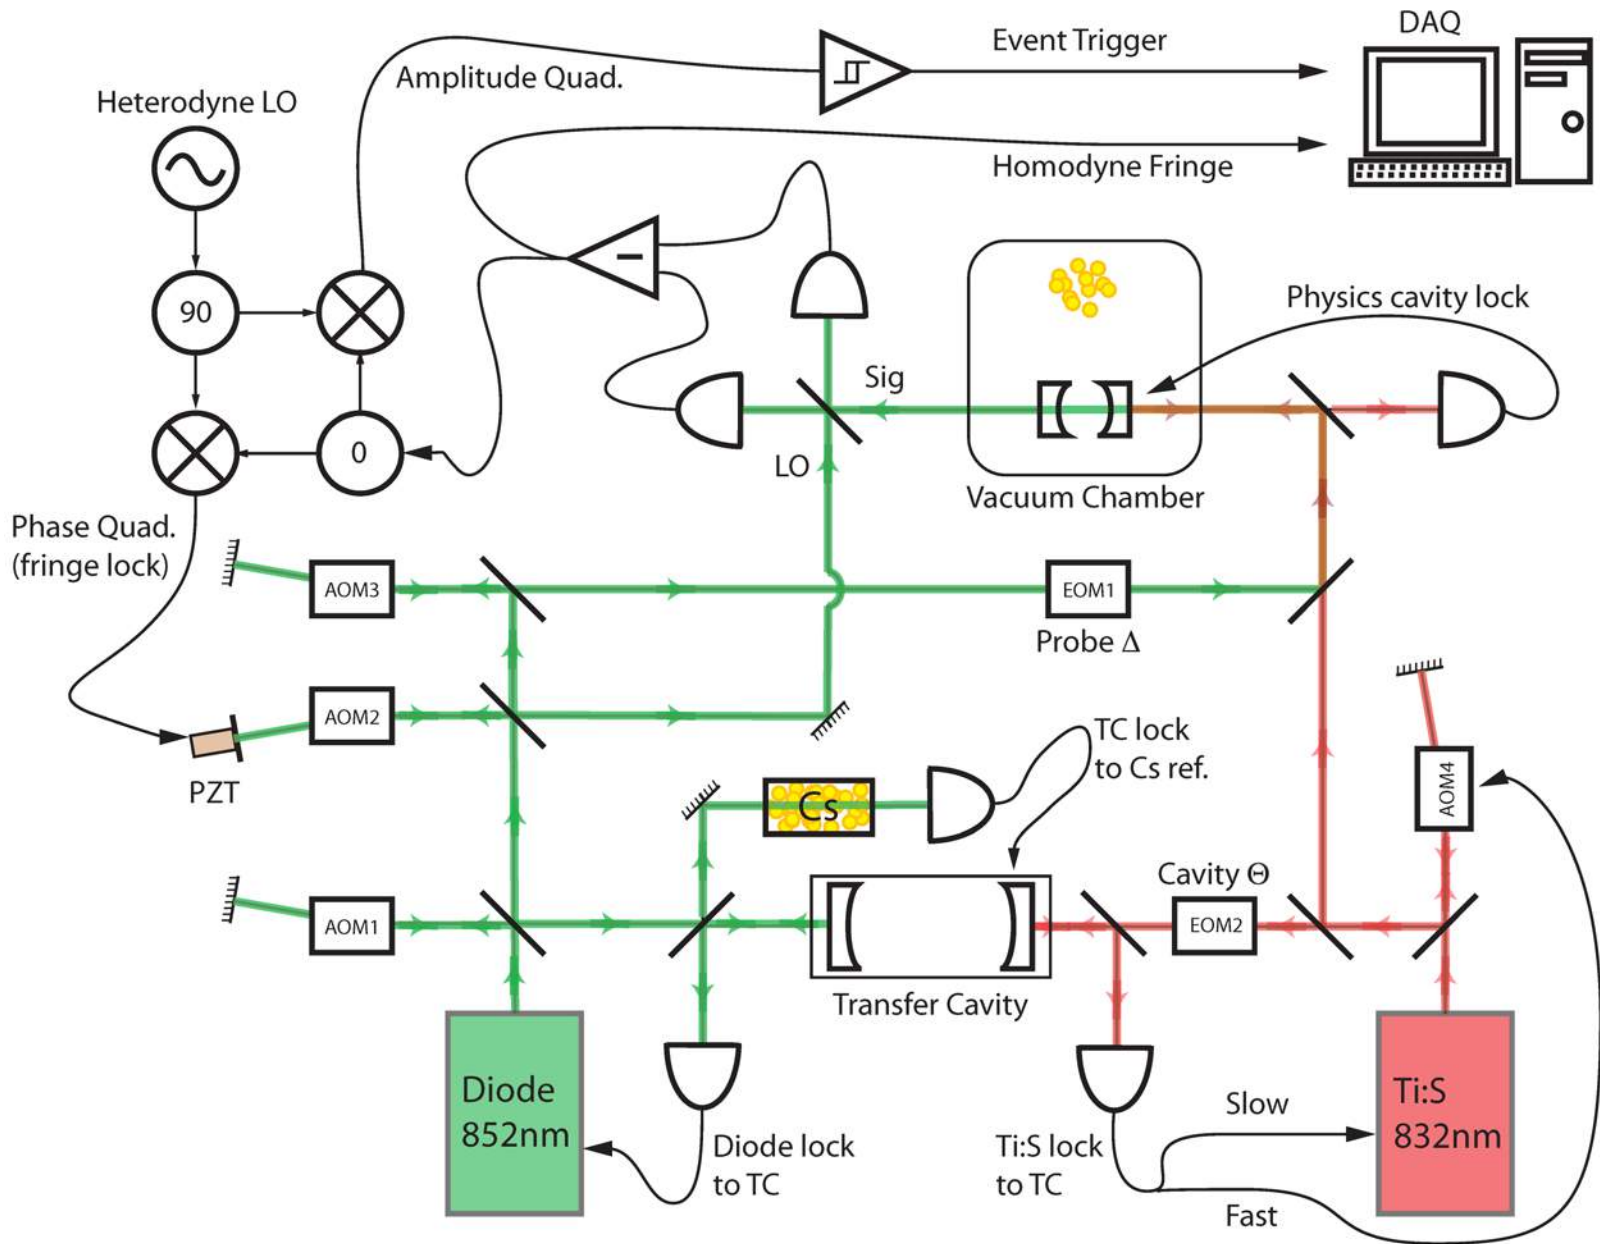 DAQ
Event Trigger
Amplitude Quad.
Heterodyne LO
Homodyne Fringe
90
Physics cavity lock
Sig
0
LO
Vacuum Chamber
Phase Quad.
(fringe lock)
AOM3
EOM1
Probe Δ
AOM2
TC lock
to Cs ref.
PZT
AOM4
Cs
Cavity Θ
AOM1
EOM2
Transfer Cavity
Diode
852nm
Ti:S
832nm
Slow
Diode lock
to TC
Ti:S lock
to TC
Fast